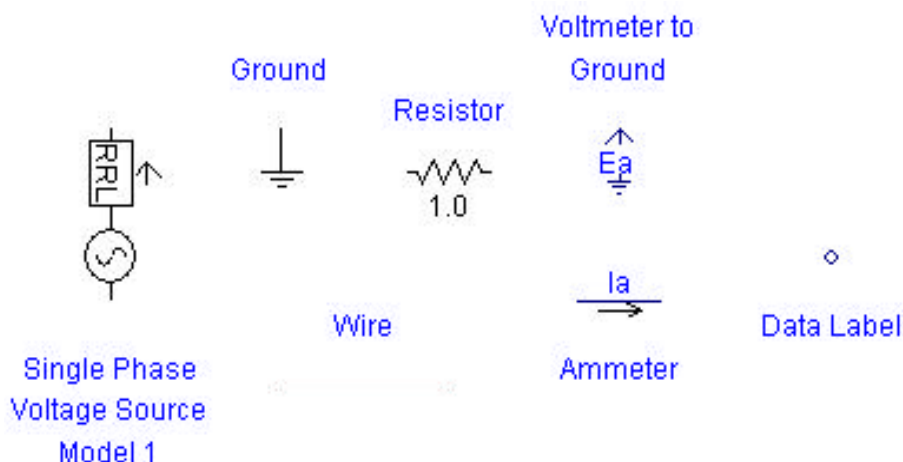 Voltmeter to
Ground
Ground
Resistor
RRL
Ea
1.0
Ia
Wire
Ammeter
Data Label
Single Phase
Voltage Source
Model 1